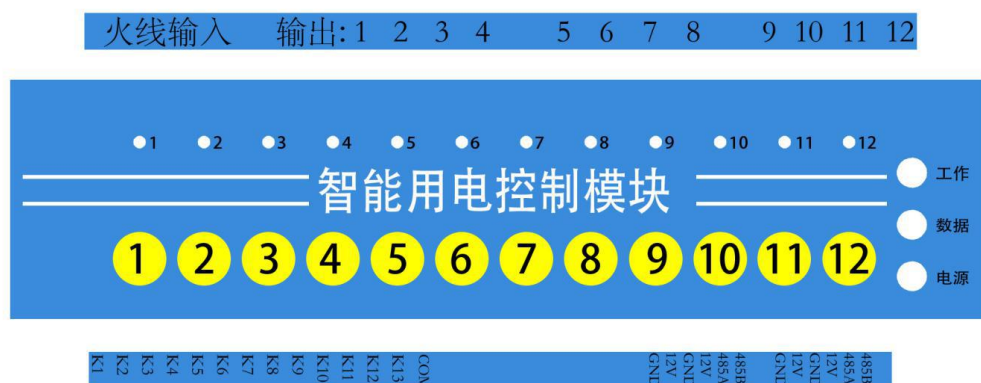 火线输入 输出: 1 2 3 4 5 6 7 8 9 10 11 12
1 2 3 4 5 6 7 8 9 10 11 12
智能用电控制模块
工作
数据
1 2 3 4 5 6 7 8 9 10 11 12
电源
K1 K2 K3 K4 K5 K6 K7 K8 K9 K10 K11 K12 K13 COM GND 12V GND 12V 485A 485B GND 12V GND 12V 485A 485B